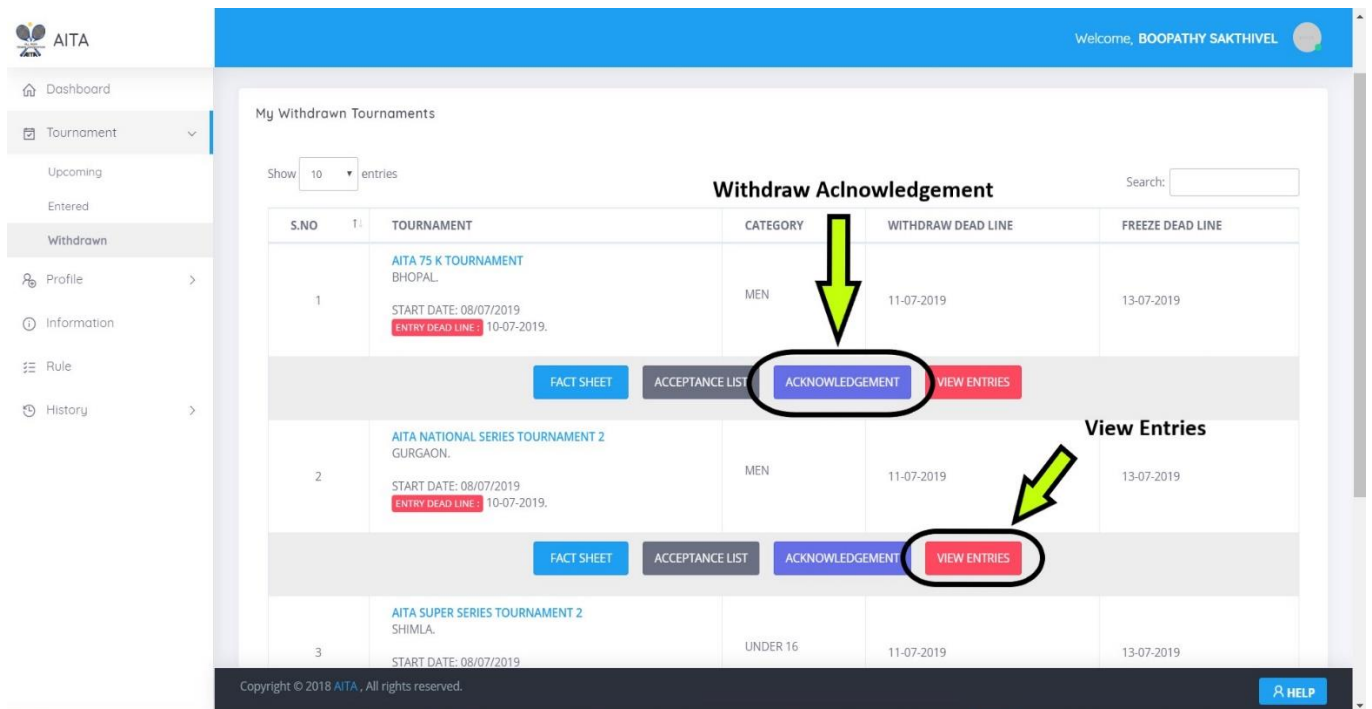 AITA
Welcome, BOOPATHY SAKTHIVEL
Dashboard
Tournament
Upcoming
Entered
Withdrawn
Profile
Information
Rule
History
My Withdrawn Tournaments
Show 10 entries
Search:
Withdraw Aclnowledgement
S.NO TOURNAMENT CATEGORY WITHDRAW DEAD LINE FREEZE DEAD LINE
AITA 75 K TOURNAMENT
BHOPAL.
1 MEN 11-07-2019 13-07-2019
START DATE: 08/07/2019
ENTRY DEAD LINE : 10-07-2019.
FACT SHEET ACCEPTANCE LIST ACKNOWLEDGEMENT VIEW ENTRIES
View Entries
AITA NATIONAL SERIES TOURNAMENT 2
GURGAON.
2 MEN 11-07-2019 13-07-2019
START DATE: 08/07/2019
ENTRY DEAD LINE : 10-07-2019.
FACT SHEET ACCEPTANCE LIST ACKNOWLEDGEMENT VIEW ENTRIES
AITA SUPER SERIES TOURNAMENT 2
SHIMLA.
3 UNDER 16 11-07-2019 13-07-2019
START DATE: 08/07/2019
Copyright © 2018 AITA , All rights reserved.
HELP